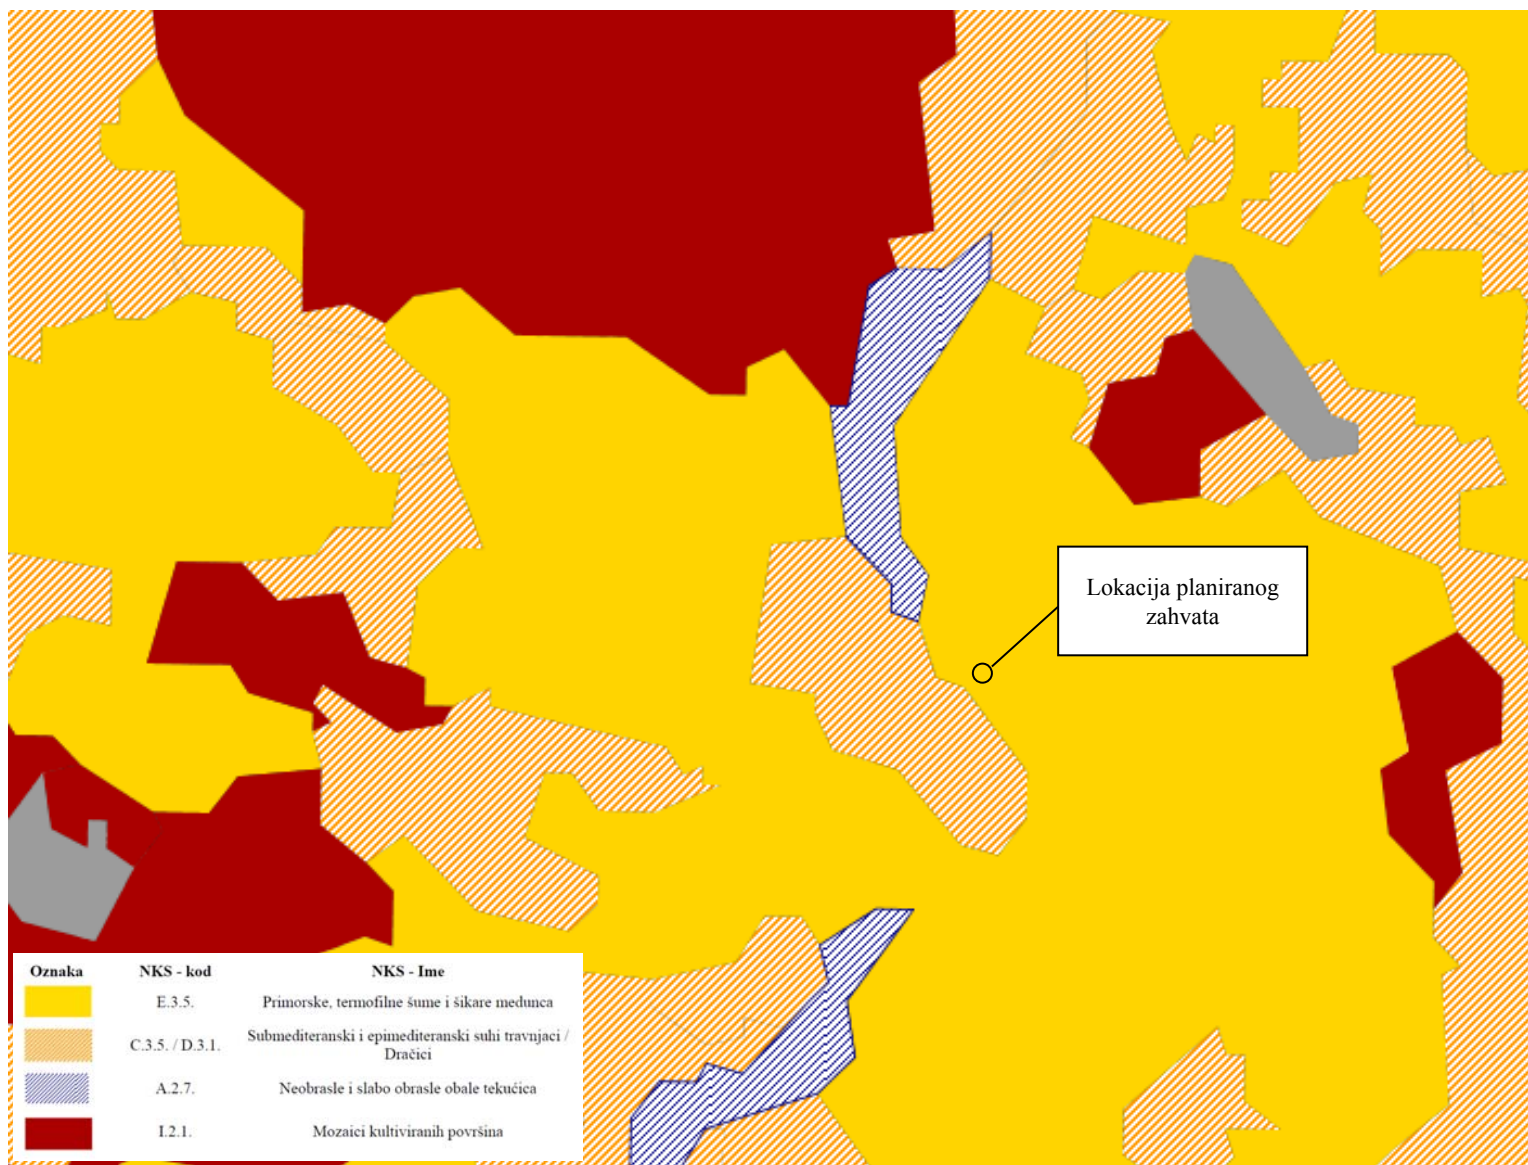 Lokacija planiranog
zahvata
Oznaka NKS - kod NKS - Ime
E.3.5. Primorske, termofilne šume i šikare medunca
C.3.5. / D.3.1. Submediteranski i epimediteranski suhi travnjaci /
Dračici
A.2.7. Neobrasle i slabo obrasle obale tekućica
I.2.1. Mozaici kultiviranih površina